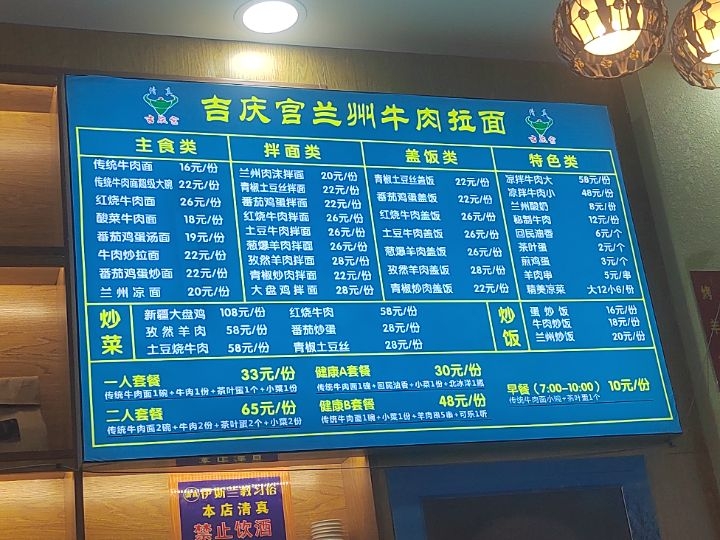 清真
吉庆宫
吉庆宫兰州牛肉拉面
清真
吉庆宫
主食类
传统牛肉面 16元/份
传统牛肉面超级大碗 22元/份
红烧牛肉面 26元/份
酸菜牛肉面 18元/份
番茄鸡蛋汤面 19元/份
牛肉炒拉面 22元/份
番茄鸡蛋炒面 22元/份
兰州凉面 20元/份
拌面类
兰州肉沫拌面 20元/份
青椒土豆丝拌面 22元/份
番茄鸡蛋拌面 22元/份
红烧牛肉拌面 26元/份
土豆牛肉拌面 26元/份
葱爆羊肉拌面 26元/份
孜然羊肉拌面 28元/份
青椒炒肉拌面 22元/份
大盘鸡拌面 28元/份
盖饭类
青椒土豆丝盖饭 22元/份
番茄鸡蛋盖饭 22元/份
红烧牛肉盖饭 26元/份
土豆牛肉盖饭 26元/份
葱爆羊肉盖饭 26元/份
孜然羊肉盖饭 28元/份
青椒炒肉盖饭 22元/份
特色类
凉拌牛肉大 58元/份
凉拌牛肉小 48元/份
兰州酸奶 8元/份
秘制牛肉 12元/份
回民油香 6元/个
茶叶蛋 2元/个
煎鸡蛋 3元/个
羊肉串 5元/串
精美凉菜 大12小8/份
炒菜
新疆大盘鸡 108元/份 红烧牛肉 58元/份
孜然羊肉 58元/份 番茄炒蛋 28元/份
土豆烧牛肉 58元/份 青椒土豆丝 28元/份
炒饭
蛋炒饭 16元/份
牛肉炒饭 18元/份
兰州炒饭 20元/份
一人套餐 33元/份
传统牛肉面1碗+牛肉1份+茶叶蛋1个+小菜1份
二人套餐 65元/份
传统牛肉面2碗+牛肉2份+茶叶蛋2个+小菜2份
健康A套餐 30元/份
传统牛肉面1碗+回民油香+小菜1份+北冰洋1瓶
健康B套餐 48元/份
传统牛肉面1碗+小菜1份+羊肉串5串+可乐1听
早餐(7:00-10:00) 10元/份
传统牛肉面小碗+茶叶蛋1个
伊斯兰教习俗
本店清真
禁止饮酒